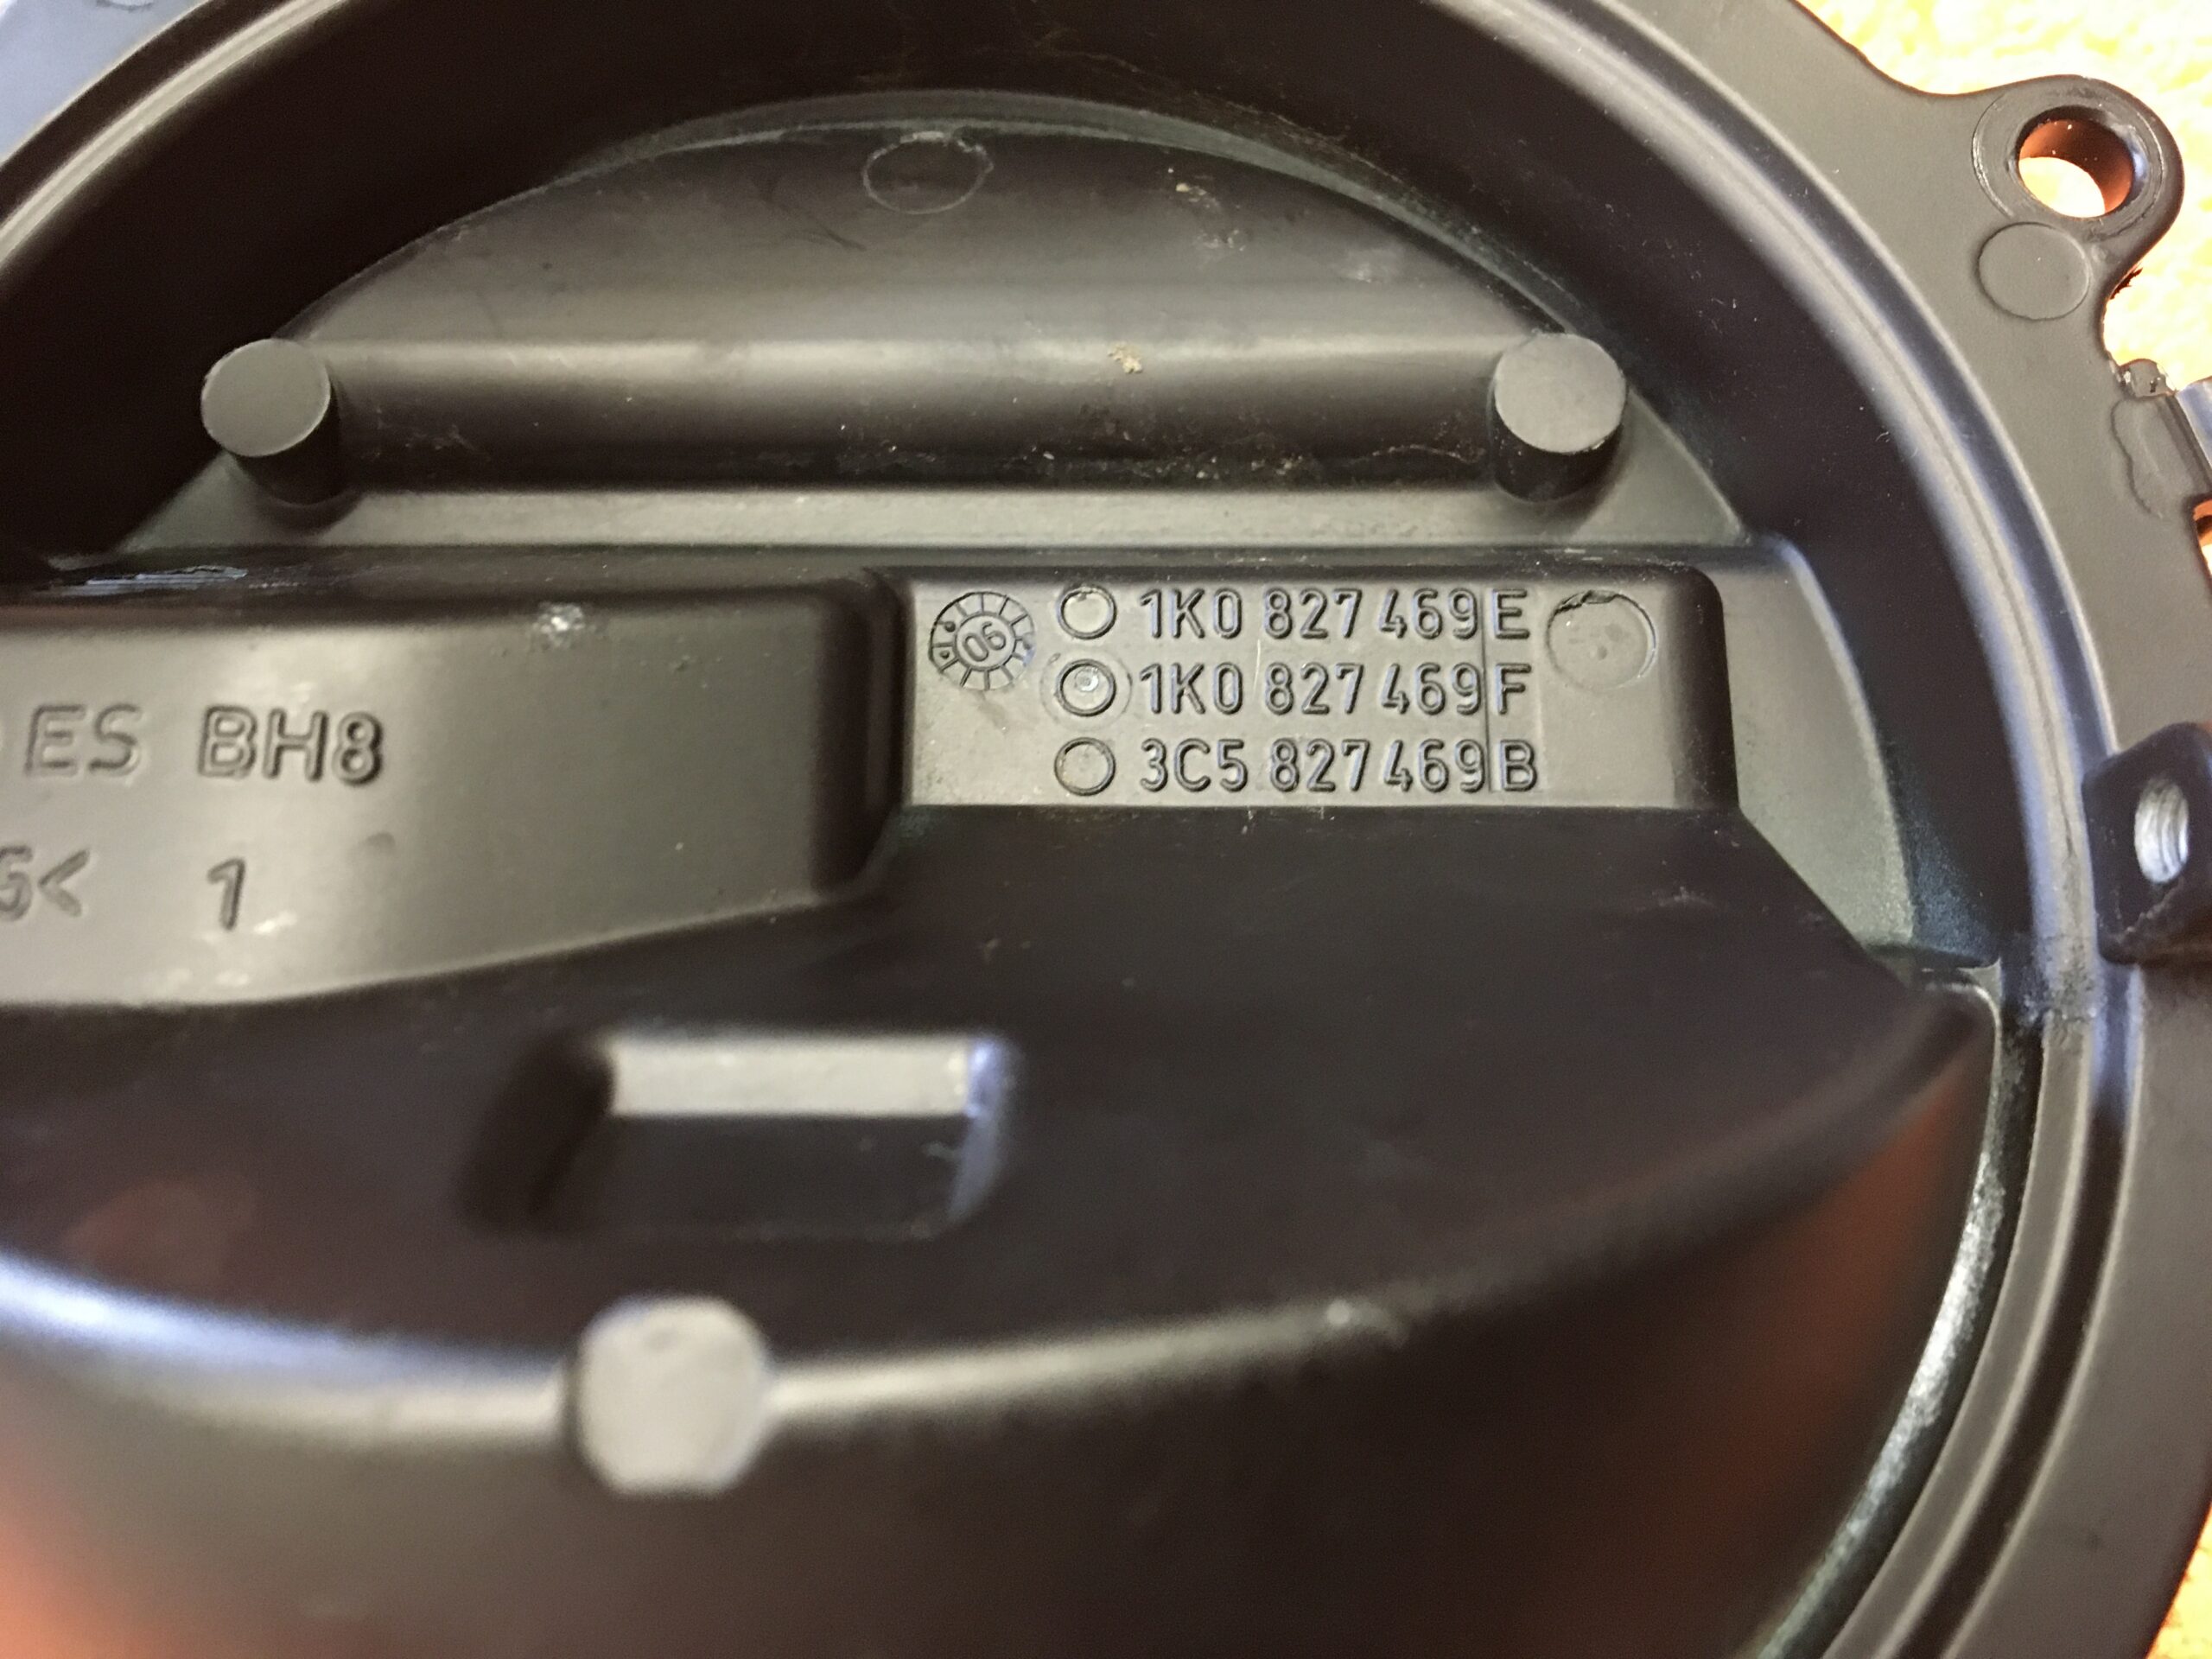 06
1K0 827 469 E
1K0 827 469 F
3C5 827 469 B
ES BH8
< 1